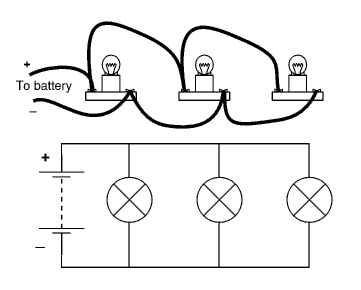 +
To battery
–
+
–